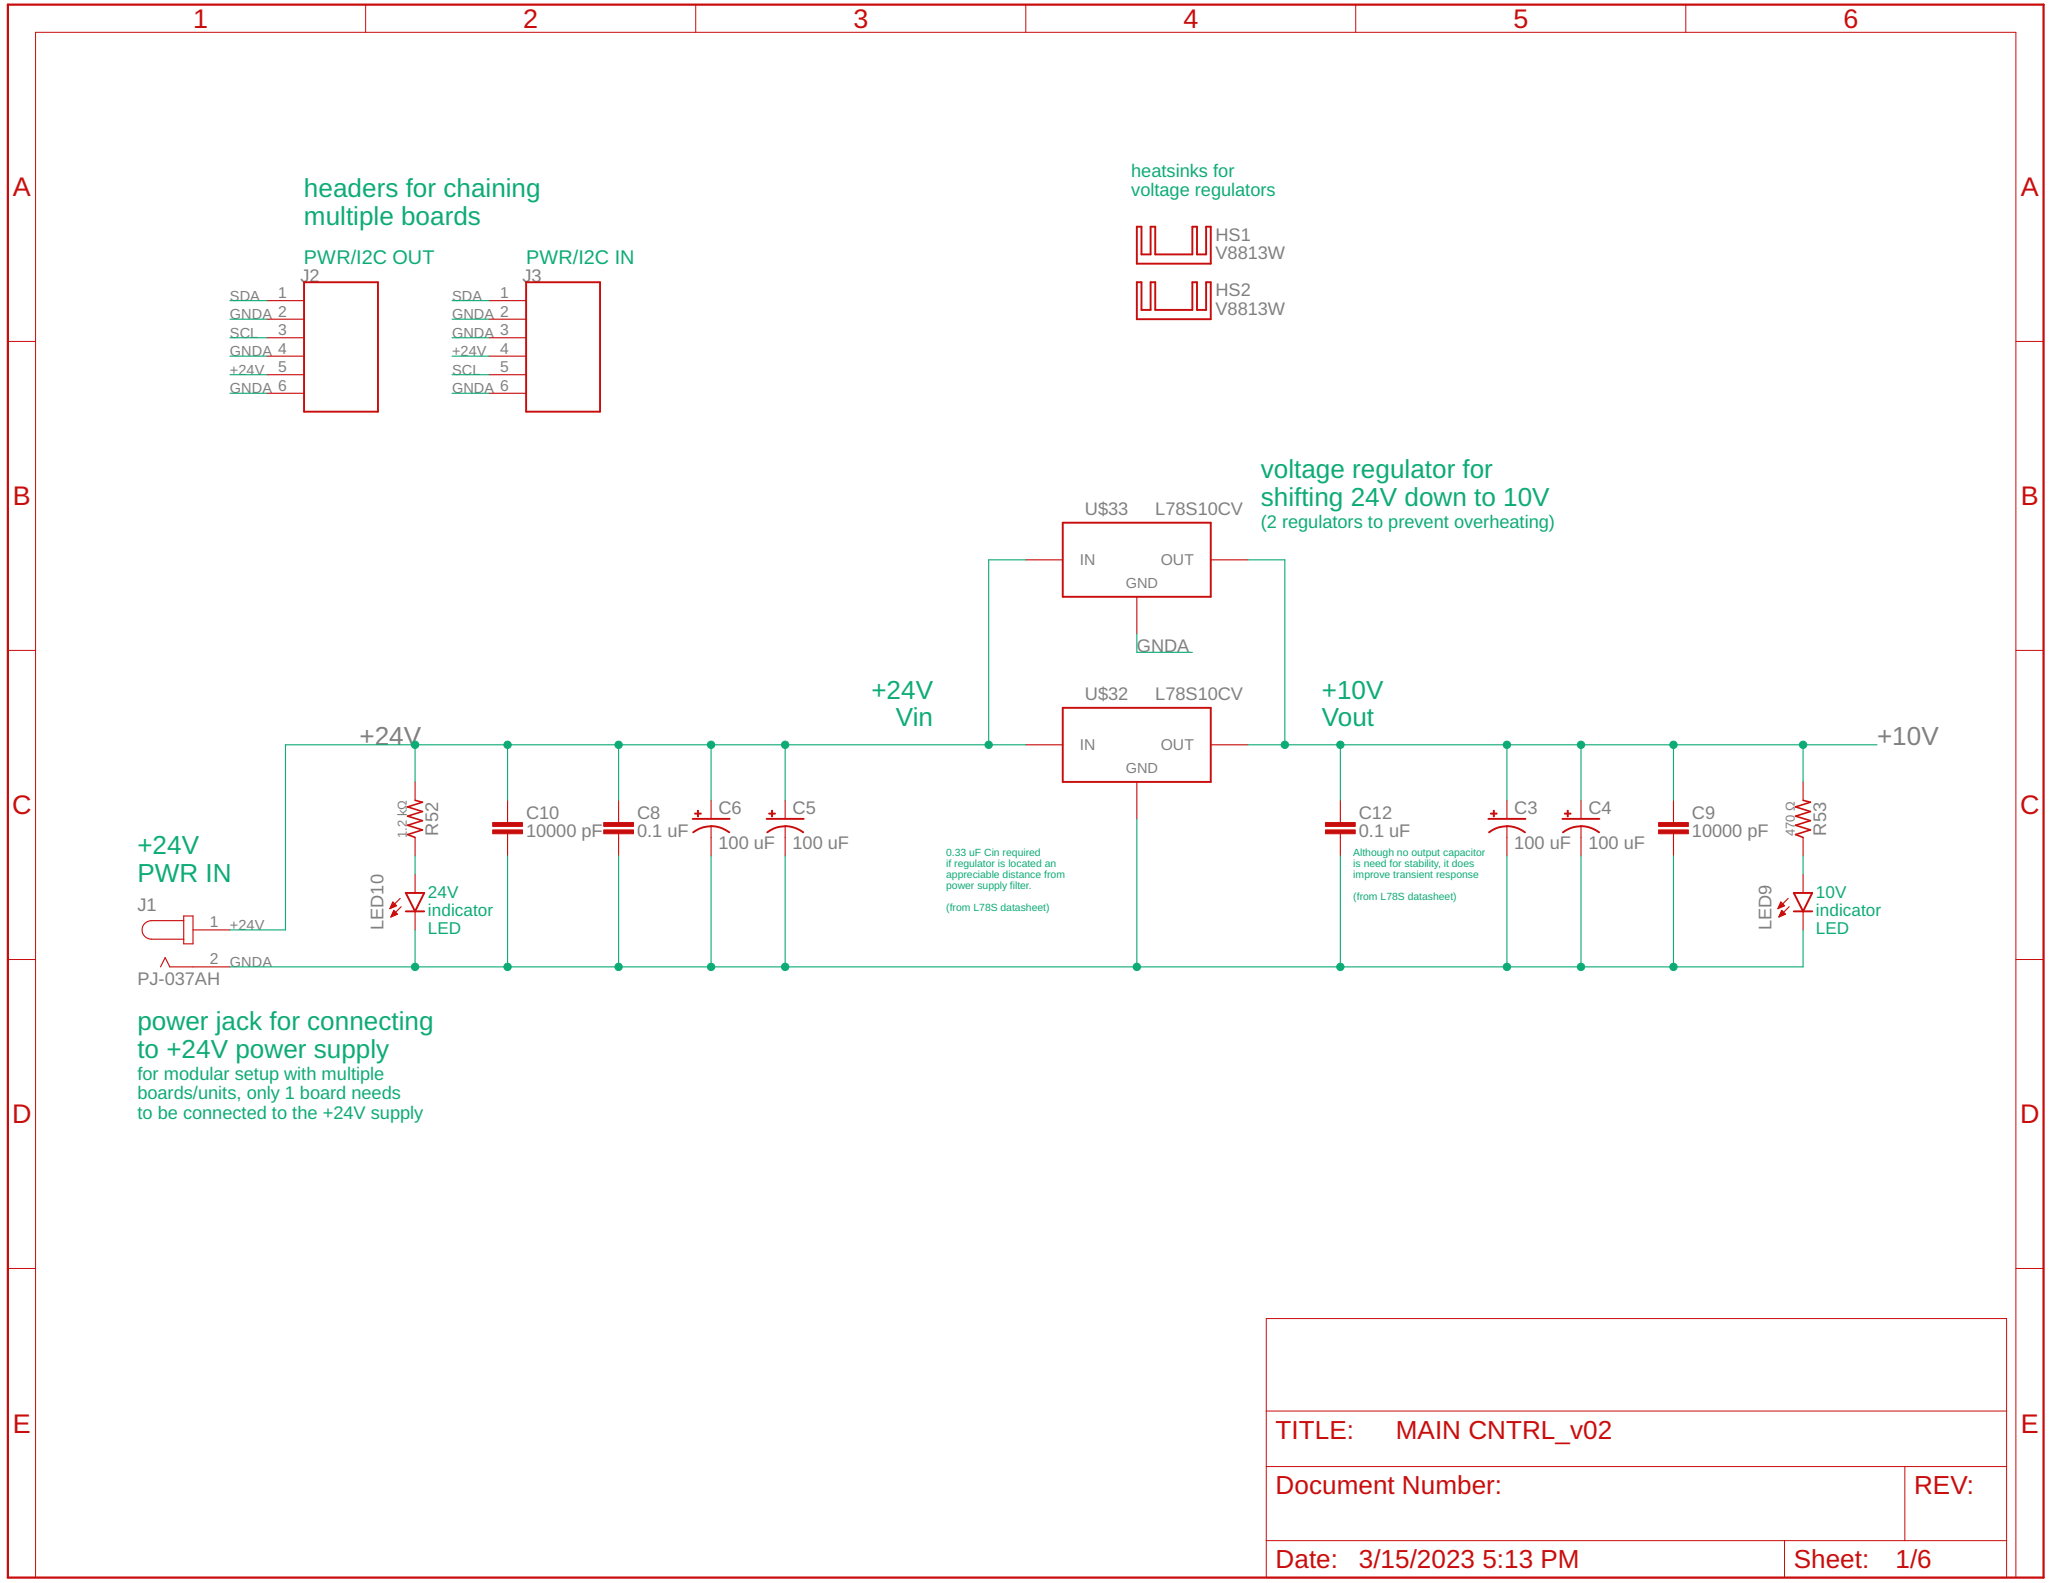 1 2 3 4 5 6
A A
B B
C C
D D
E E
headers for chaining
multiple boards
PWR/I2C OUT
J2
SDA 1
GNDA 2
SCL 3
GNDA 4
+24V 5
GNDA 6
PWR/I2C IN
J3
SDA 1
GNDA 2
GNDA 3
+24V 4
SCL 5
GNDA 6
heatsinks for
voltage regulators
HS1
V8813W
HS2
V8813W
voltage regulator for
shifting 24V down to 10V
(2 regulators to prevent overheating)
U$33 L78S10CV
IN OUT
GND
GNDA
+24V
Vin
U$32 L78S10CV
IN OUT
GND
+10V
Vout
+24V
+10V
1.2 kΩ
R52
C10
10000 pF
C8
0.1 uF
C6
100 uF
C5
100 uF
LED10
24V
indicator
LED
0.33 uF Cin required
if regulator is located an
appreciable distance from
power supply filter.
(from L78S datasheet)
C12
0.1 uF
Although no output capacitor
is need for stability, it does
improve transient response
(from L78S datasheet)
C3
100 uF
C4
100 uF
C9
10000 pF
470 Ω
R53
LED9
10V
indicator
LED
+24V
PWR IN
J1
1 +24V
2 GNDA
PJ-037AH
power jack for connecting
to +24V power supply
for modular setup with multiple
boards/units, only 1 board needs
to be connected to the +24V supply
TITLE: MAIN CNTRL_v02
Document Number:
REV:
Date: 3/15/2023 5:13 PM
Sheet: 1/6
1 2 3 4 5 6